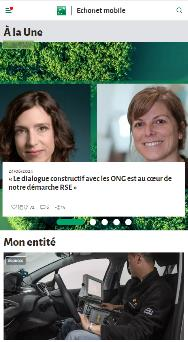 Echonet mobile
À la Une
« Le dialogue constructif avec les ONG est au cœur de
notre démarche RSE »
Mon entité